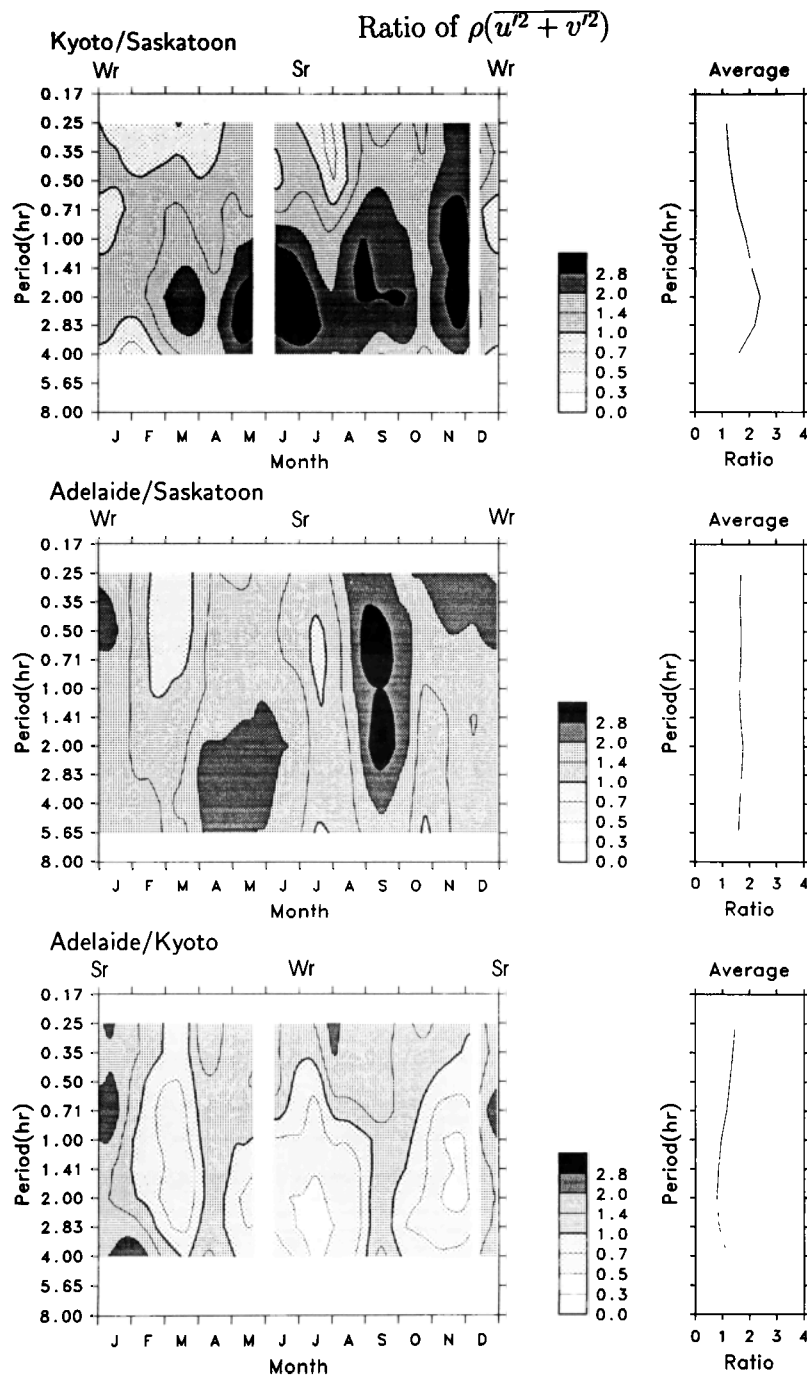 Ratio of ρ(u′² + v′²)
Kyoto/Saskatoon
Wr Sr Wr Average
0.17
0.25
0.35
0.50
0.71
1.00
1.41
2.00
2.83
4.00
5.65
8.00
Period(hr)
J F M A M J J A S O N D
Month
2.8
2.0
1.4
1.0
0.7
0.5
0.3
0.0
Period(hr)
0 1 2 3 4
Ratio
Adelaide/Saskatoon
Wr Sr Wr Average
0.17
0.25
0.35
0.50
0.71
1.00
1.41
2.00
2.83
4.00
5.65
8.00
Period(hr)
J F M A M J J A S O N D
Month
2.8
2.0
1.4
1.0
0.7
0.5
0.3
0.0
Period(hr)
0 1 2 3 4
Ratio
Adelaide/Kyoto
Sr Wr Sr Average
0.17
0.25
0.35
0.50
0.71
1.00
1.41
2.00
2.83
4.00
5.65
8.00
Period(hr)
J F M A M J J A S O N D
Month
2.8
2.0
1.4
1.0
0.7
0.5
0.3
0.0
Period(hr)
0 1 2 3 4
Ratio